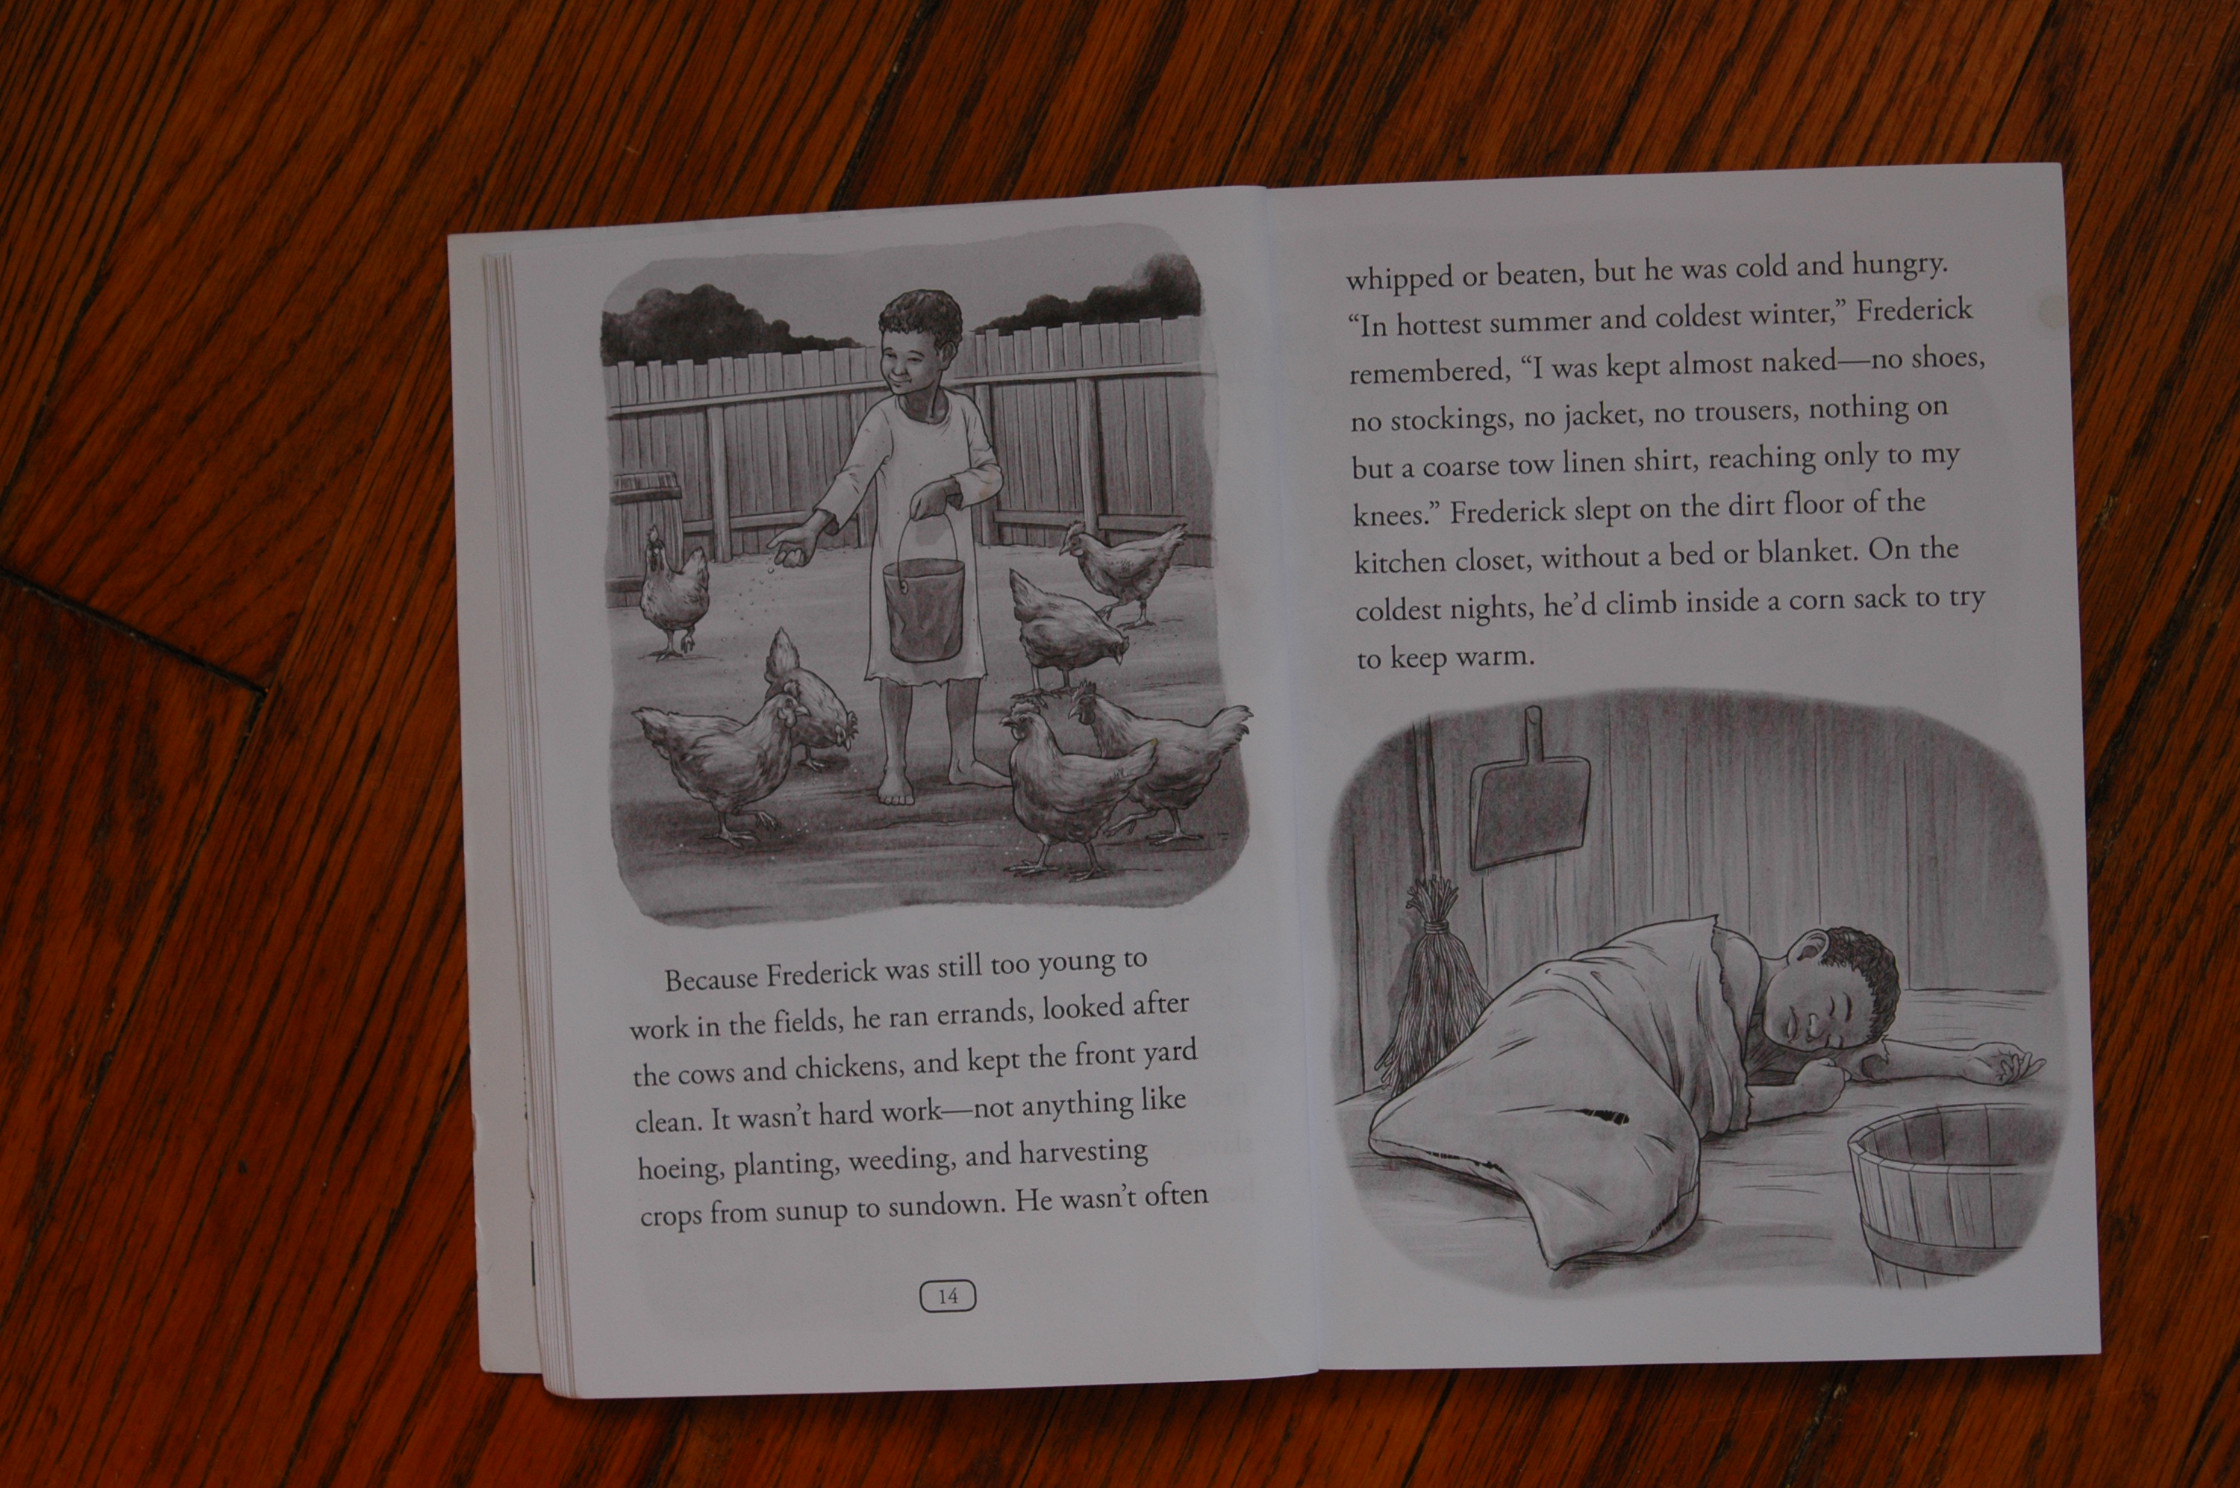 Because Frederick was still too young to
work in the fields, he ran errands, looked after
the cows and chickens, and kept the front yard
clean. It wasn’t hard work—not anything like
hoeing, planting, weeding, and harvesting
crops from sunup to sundown. He wasn’t often
14
whipped or beaten, but he was cold and hungry.
“In hottest summer and coldest winter,” Frederick
remembered, “I was kept almost naked—no shoes,
no stockings, no jacket, no trousers, nothing on
but a coarse tow linen shirt, reaching only to my
knees.” Frederick slept on the dirt floor of the
kitchen closet, without a bed or blanket. On the
coldest nights, he’d climb inside a corn sack to try
to keep warm.